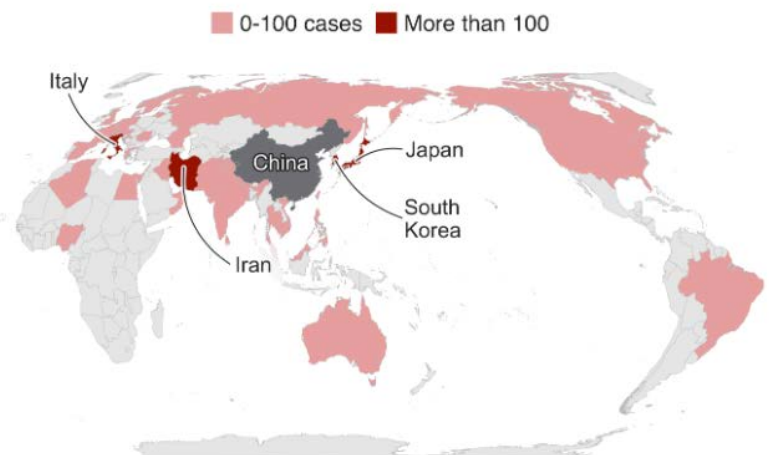 0-100 cases More than 100
Italy
China
Japan
South
Korea
Iran